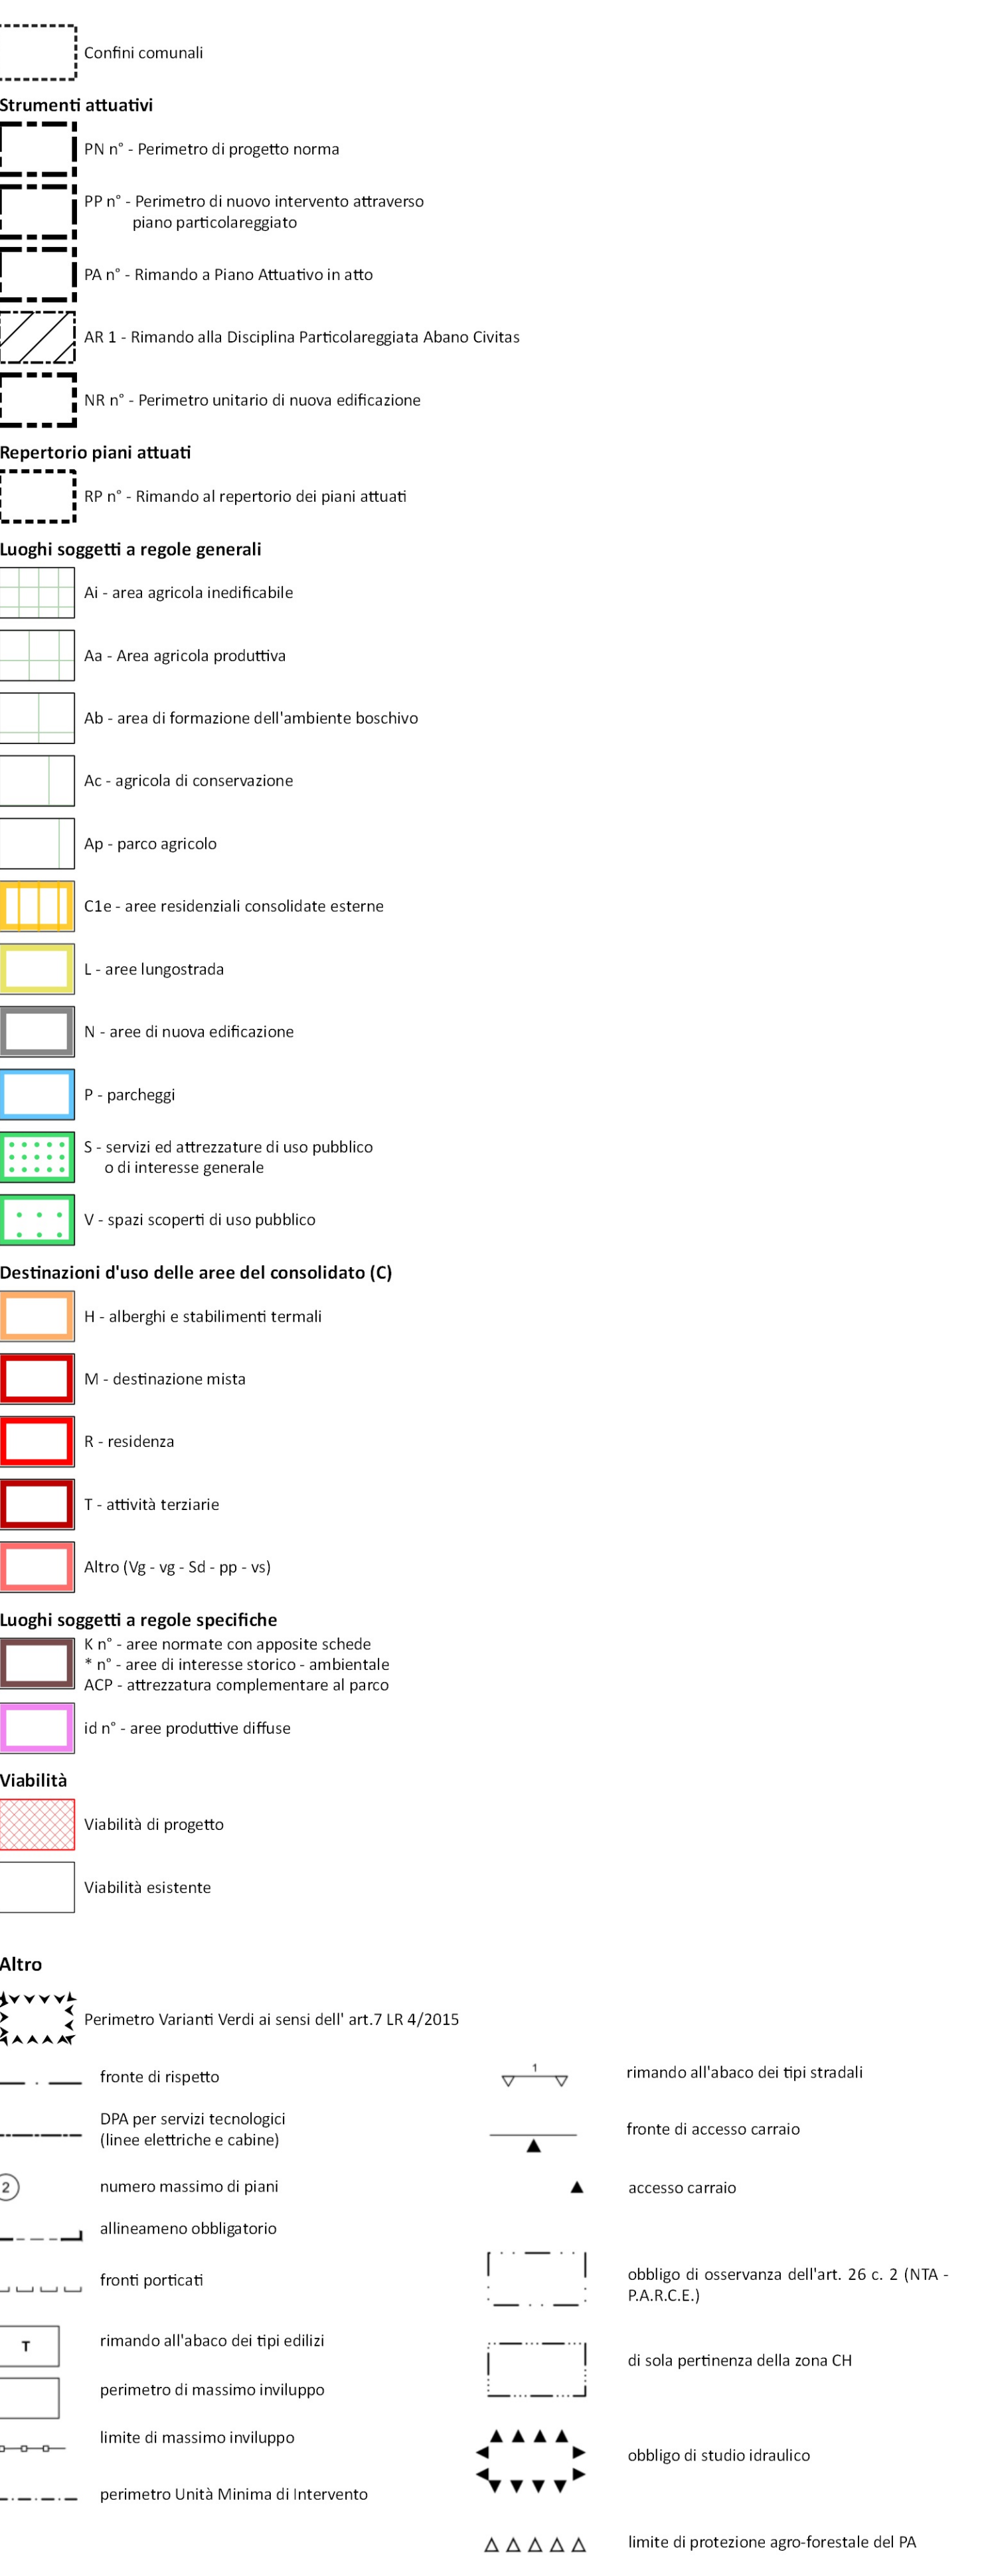 Confini comunali
Strumenti attuativi
PN n° - Perimetro di progetto norma
PP n° - Perimetro di nuovo intervento attraverso
piano particolareggiato
PA n° - Rimando a Piano Attuativo in atto
AR 1 - Rimando alla Disciplina Particolareggiata Abano Civitas
NR n° - Perimetro unitario di nuova edificazione
Repertorio piani attuati
RP n° - Rimando al repertorio dei piani attuati
Luoghi soggetti a regole generali
Ai - area agricola inedificabile
Aa - Area agricola produttiva
Ab - area di formazione dell'ambiente boschivo
Ac - agricola di conservazione
Ap - parco agricolo
C1e - aree residenziali consolidate esterne
L - aree lungostrada
N - aree di nuova edificazione
P - parcheggi
S - servizi ed attrezzature di uso pubblico
o di interesse generale
V - spazi scoperti di uso pubblico
Destinazioni d'uso delle aree del consolidato (C)
H - alberghi e stabilimenti termali
M - destinazione mista
R - residenza
T - attività terziarie
Altro (Vg - vg - Sd - pp - vs)
Luoghi soggetti a regole specifiche
K n° - aree normate con apposite schede
* n° - aree di interesse storico - ambientale
ACP - attrezzatura complementare al parco
id n° - aree produttive diffuse
Viabilità
Viabilità di progetto
Viabilità esistente
Altro
Perimetro Varianti Verdi ai sensi dell' art.7 LR 4/2015
fronte di rispetto
DPA per servizi tecnologici
(linee elettriche e cabine)
2 numero massimo di piani
allineameno obbligatorio
fronti porticati
T rimando all'abaco dei tipi edilizi
perimetro di massimo inviluppo
limite di massimo inviluppo
perimetro Unità Minima di Intervento
1 rimando all'abaco dei tipi stradali
fronte di accesso carraio
accesso carraio
obbligo di osservanza dell'art. 26 c. 2 (NTA -
P.A.R.C.E.)
di sola pertinenza della zona CH
obbligo di studio idraulico
limite di protezione agro-forestale del PA